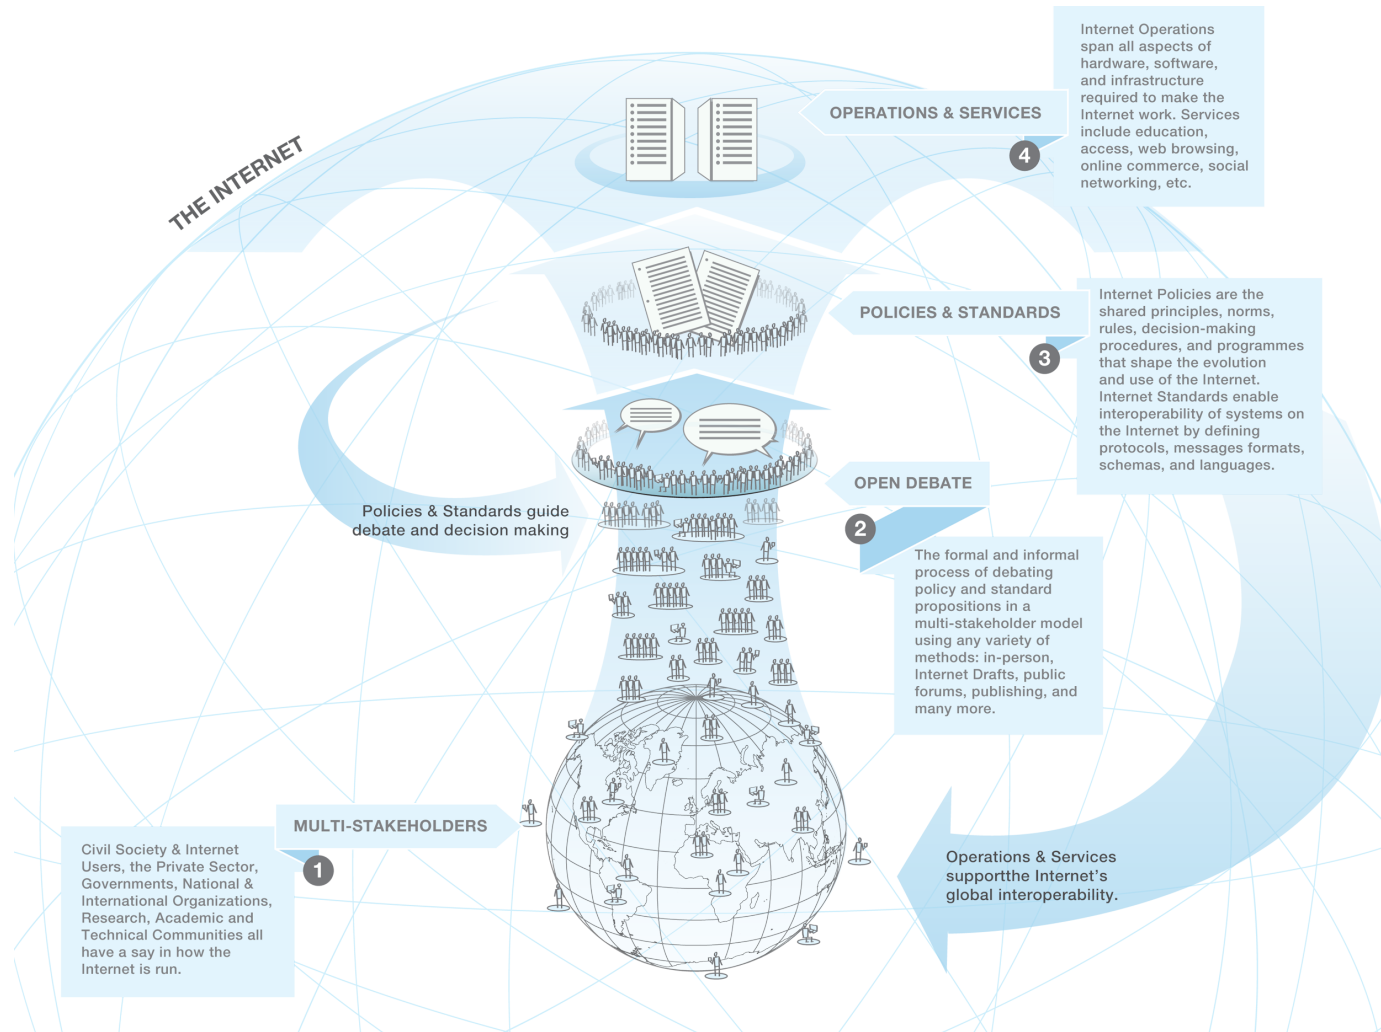 THE INTERNET
OPERATIONS & SERVICES
4
Internet Operations
span all aspects of
hardware, software,
and infrastructure
required to make the
Internet work. Services
include education,
access, web browsing,
online commerce, social
networking, etc.
POLICIES & STANDARDS
3
Internet Policies are the
shared principles, norms,
rules, decision-making
procedures, and programmes
that shape the evolution
and use of the Internet.
Internet Standards enable
interoperability of systems on
the Internet by defining
protocols, messages formats,
schemas, and languages.
OPEN DEBATE
2
The formal and informal
process of debating
policy and standard
propositions in a
multi-stakeholder model
using any variety of
methods: in-person,
Internet Drafts, public
forums, publishing, and
many more.
Policies & Standards guide
debate and decision making
MULTI-STAKEHOLDERS
1
Civil Society & Internet
Users, the Private Sector,
Governments, National &
International Organizations,
Research, Academic and
Technical Communities all
have a say in how the
Internet is run.
Operations & Services
supportthe Internet's
global interoperability.